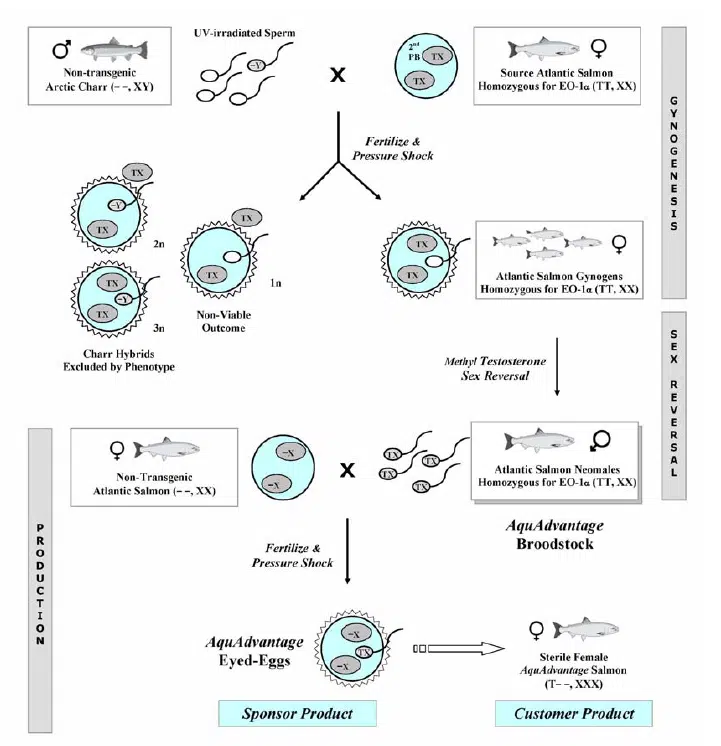 UV-irradiated Sperm
♂
Non-transgenic
Arctic Charr (– –, XY)
–Y
X
2nd
PB
TX
TX
♀
Source Atlantic Salmon
Homozygous for EO-1α (TT, XX)
GYNOGENESIS
Fertilize &
Pressure Shock
TX
–Y
TX
2n
TX
–Y
TX
3n
Charr Hybrids
Excluded by Phenotype
TX
TX
1n
Non-Viable
Outcome
TX
TX
♀
Atlantic Salmon Gynogens
Homozygous for EO-1α (TT, XX)
Methyl Testosterone
Sex Reversal
SEX REVERSAL
♀
Non-Transgenic
Atlantic Salmon (– –, XX)
–X
–X
X
TX
TX
TX
TX
♂
Atlantic Salmon Neomales
Homozygous for EO-1α (TT, XX)
AquAdvantage
Broodstock
PRODUCTION
Fertilize &
Pressure Shock
AquAdvantage
Eyed-Eggs
–X
TX
–X
♀
Sterile Female
AquAdvantage Salmon
(T– –, XXX)
Sponsor Product
Customer Product